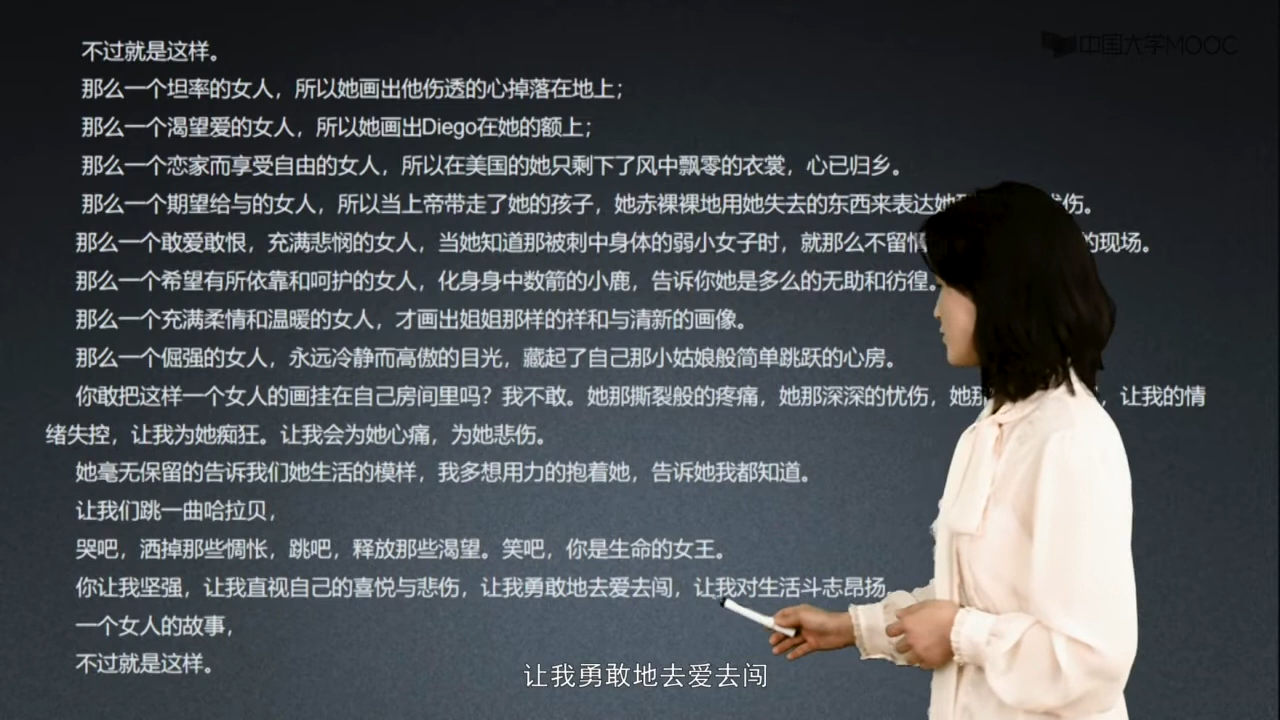 中国大学MOOC
不过就是这样。
那么一个坦率的女人，所以她画出他伤透的心掉落在地上；
那么一个渴望爱的女人，所以她画出Diego在她的额上；
那么一个恋家而享受自由的女人，所以在美国的她只剩下了风中飘零的衣裳，心已归乡。
那么一个期望给与的女人，所以当上帝带走了她的孩子，她赤裸裸地用她失去的东西来表达她 伤。
那么一个敢爱敢恨，充满悲悯的女人，当她知道那被刺中身体的弱小女子时，就那么不留情 的现场。
那么一个希望有所依靠和呵护的女人，化身身中数箭的小鹿，告诉你她是多么的无助和彷徨。
那么一个充满柔情和温暖的女人，才画出姐姐那样的祥和与清新的画像。
那么一个倔强的女人，永远冷静而高傲的目光，藏起了自己那小姑娘般简单跳跃的心房。
你敢把这样一个女人的画挂在自己房间里吗？我不敢。她那撕裂般的疼痛，她那深深的忧伤，她那 ，让我的情
绪失控，让我为她痴狂。让我会为她心痛，为她悲伤。
她毫无保留的告诉我们她生活的模样，我多想用力的抱着她，告诉她我都知道。
让我们跳一曲哈拉贝，
哭吧，洒掉那些惆怅，跳吧，释放那些渴望。笑吧，你是生命的女王。
你让我坚强，让我直视自己的喜悦与悲伤，让我勇敢地去爱去闯，让我对生活斗志昂扬
一个女人的故事，
不过就是这样。
让我勇敢地去爱去闯